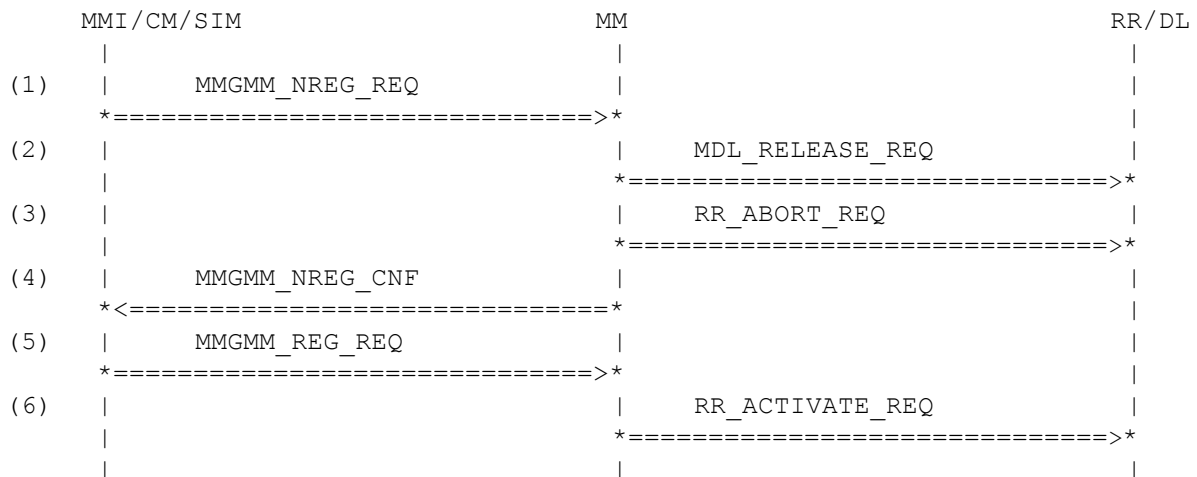 MMI/CM/SIM MM RR/DL
(1) MMGMM_NREG_REQ
(2) MDL_RELEASE_REQ
(3) RR_ABORT_REQ
(4) MMGMM_NREG_CNF
(5) MMGMM_REG_REQ
(6) RR_ACTIVATE_REQ